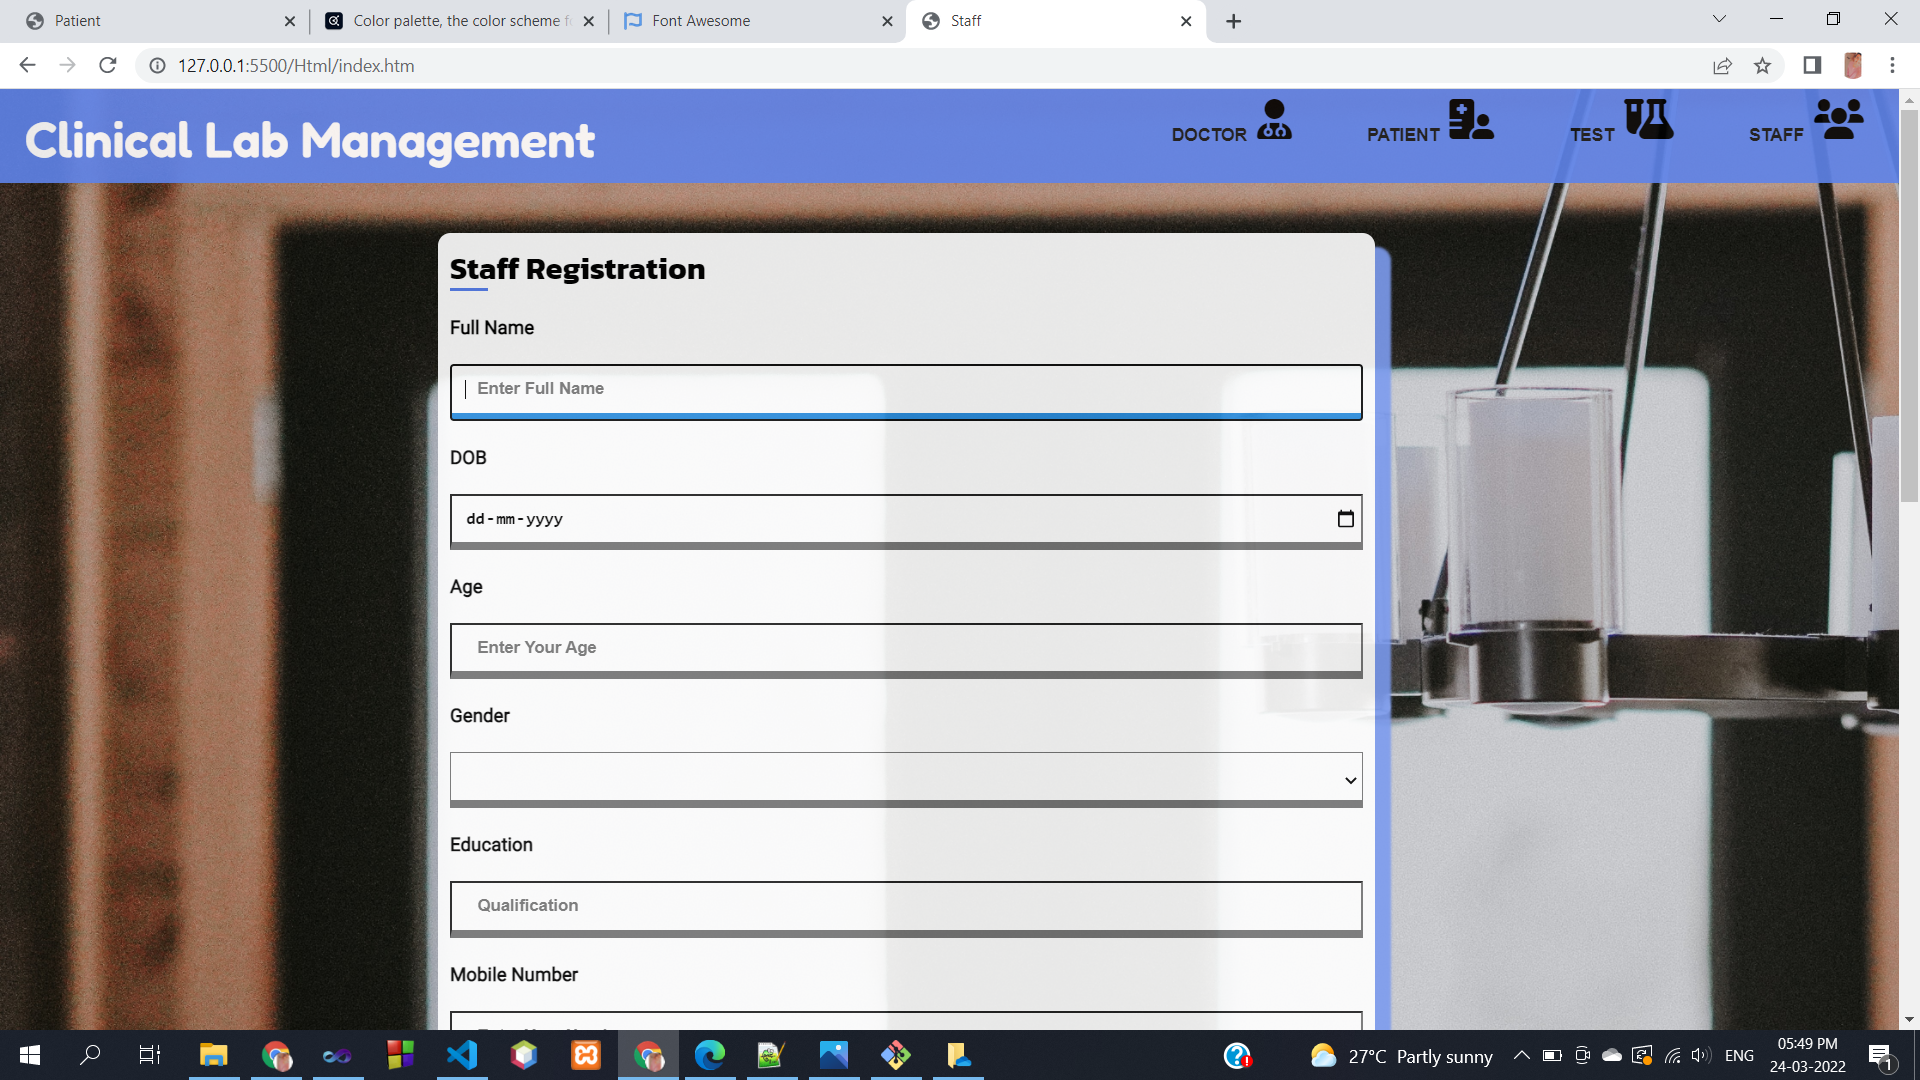 Patient
Color palette, the color scheme f
Font Awesome
Staff
127.0.0.1:5500/Html/index.htm
Clinical Lab Management
DOCTOR
PATIENT
TEST
STAFF
Staff Registration
Full Name
Enter Full Name
DOB
dd-mm-yyyy
Age
Enter Your Age
Gender
Education
Qualification
Mobile Number
27°C Partly sunny
ENG
05:49 PM
24-03-2022
1